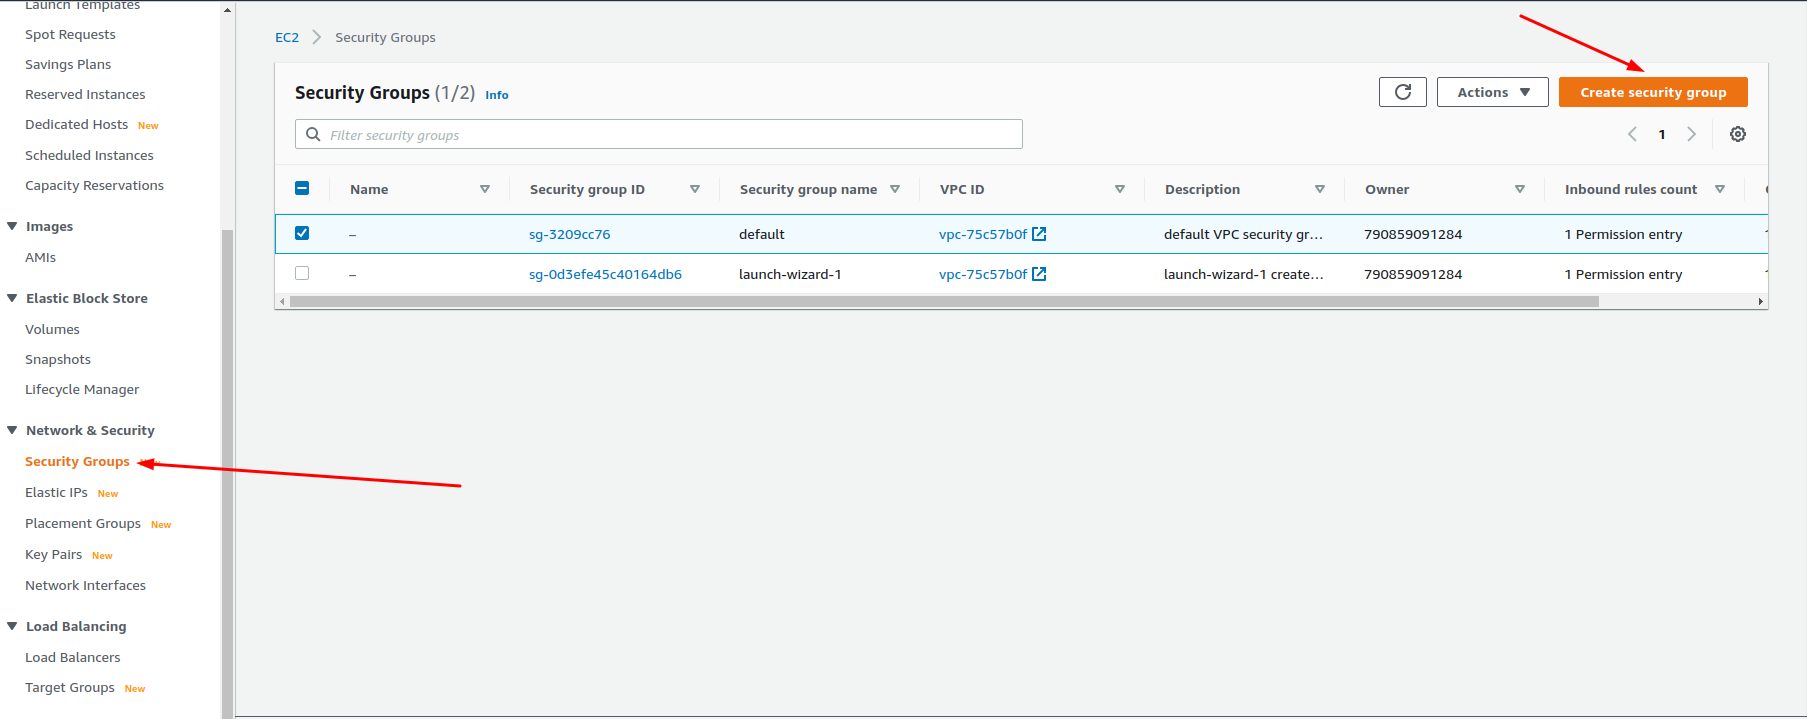 Launch Templates
Spot Requests
Savings Plans
Reserved Instances
Dedicated Hosts New
Scheduled Instances
Capacity Reservations
Images
AMIs
Elastic Block Store
Volumes
Snapshots
Lifecycle Manager
Network & Security
Security Groups
Elastic IPs New
Placement Groups New
Key Pairs New
Network Interfaces
Load Balancing
Load Balancers
Target Groups New
EC2 Security Groups
Security Groups (1/2) Info
Actions
Create security group
Filter security groups
1
Name Security group ID Security group name VPC ID Description Owner Inbound rules count
– sg-3209cc76 default vpc-75c57b0f default VPC security gr... 790859091284 1 Permission entry
– sg-0d3efe45c40164db6 launch-wizard-1 vpc-75c57b0f launch-wizard-1 create... 790859091284 1 Permission entry